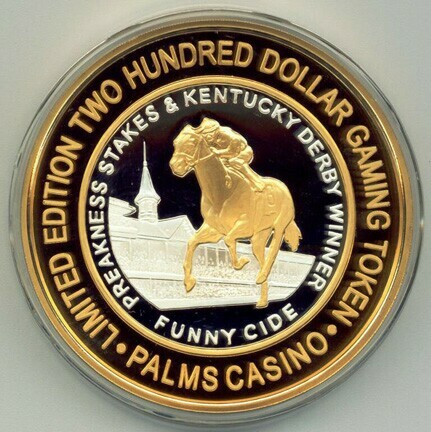 LIMITED EDITION TWO HUNDRED DOLLAR GAMING TOKEN •
PALMS CASINO •
PREAKNESS STAKES & KENTUCKY DERBY WINNER
FUNNY CIDE